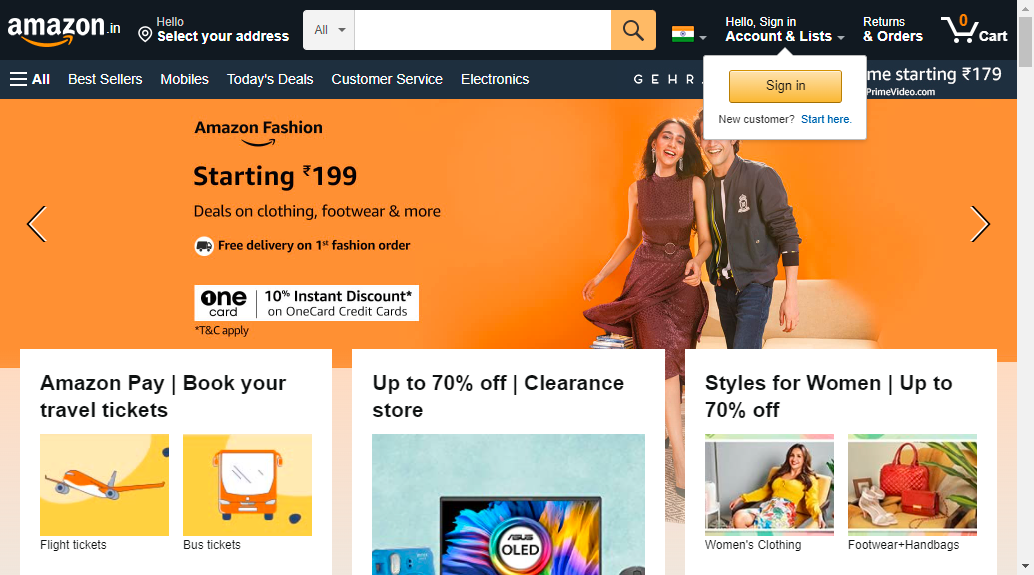 amazon.in
Hello
Select your address
All
Hello, Sign in
Account & Lists
Returns
& Orders
0
Cart
All
Best Sellers
Mobiles
Today's Deals
Customer Service
Electronics
GEHR
me starting ₹179
PrimeVideo.com
Sign in
New customer? Start here.
Amazon Fashion
Starting ₹199
Deals on clothing, footwear & more
Free delivery on 1st fashion order
one
card
10% Instant Discount*
on OneCard Credit Cards
*T&C apply
Amazon Pay | Book your
travel tickets
Up to 70% off | Clearance
store
Styles for Women | Up to
70% off
ASUS
OLED
Flight tickets
Bus tickets
Women's Clothing
Footwear+Handbags